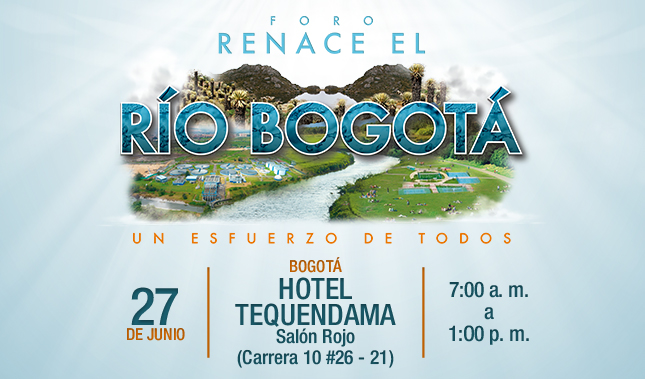 FORO
RENACE EL
RÍO BOGOTÁ
UN ESFUERZO DE TODOS
27
DE JUNIO
BOGOTÁ
HOTEL
TEQUENDAMA
Salón Rojo
(Carrera 10 #26 - 21)
7:00 a. m.
a
1:00 p. m.